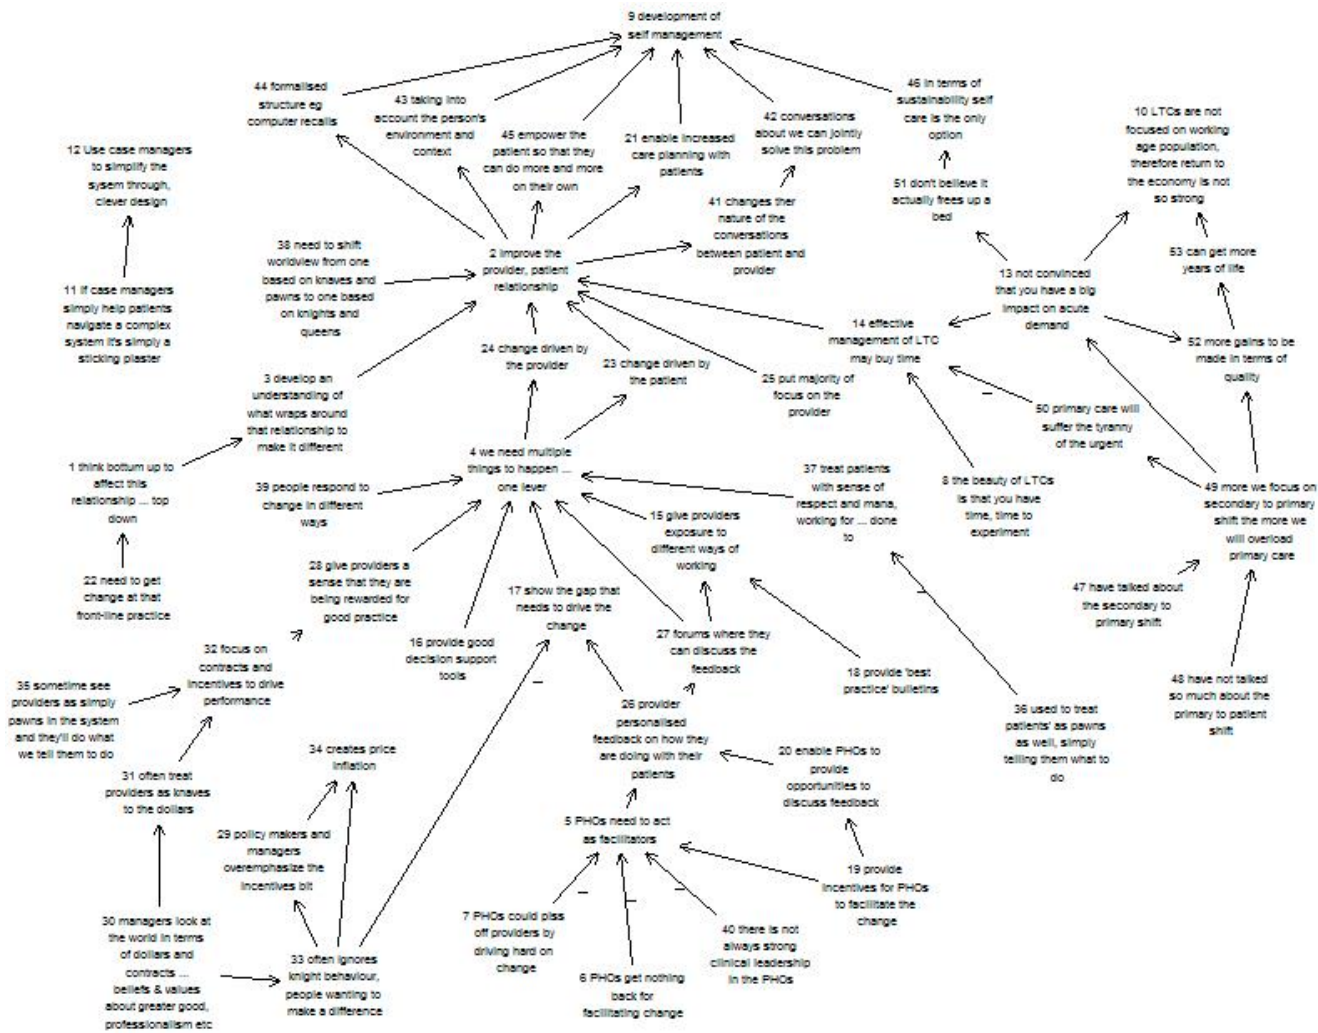 9 development of
self management
44 formalised
structure eg
computer recalls
43 taking into
account the person's
environment and
context
45 empower the
patient so that they
can do more and more
on their own
21 enable increased
care planning with
patients
42 conversations
about we can jointly
solve this problem
46 in terms of
sustainability self
care is the only
option
10 LTCs are not
focused on working
age population,
therefore return to
the economy is not
so strong
12 Use case managers
to simplify the
sysem through,
clever design
51 don't believe it
actually frees up a
bed
41 changes ther
nature of the
conversations
between patient and
provider
38 need to shift
worldview from one
based on knaves and
pawns to one based
on knights and
queens
2 improve the
provider, patient
relationship
53 can get more
years of life
13 not convinced
that you have a big
impact on acute
demand
11 if case managers
simply help patients
navigate a complex
system it's simply a
sticking plaster
14 effective
management of LTC
may buy time
52 more gains to be
made in terms of
quality
24 change driven by
the provider
23 change driven by
the patient
25 put majority of
focus on the
provider
3 develop an
understanding of
what wraps around
that relationship to
make it different
50 primary care will
suffer the tyranny
of the urgent
4 we need multiple
things to happen ...
one lever
1 think bottum up to
affect this
relationship ... top
down
37 treat patients
with sense of
respect and mana,
working for ... done
to
8 the beauty of LTCs
is that you have
time, time to
experiment
49 more we focus on
secondary to primary
shift the more we
will overload
primary care
39 people respond to
change in different
ways
15 give providers
exposure to
different ways of
working
28 give providers a
sense that they are
being rewarded for
good practice
22 need to get
change at that
front-line practice
17 show the gap that
needs to drive the
change
47 have talked about
the secondary to
primary shift
16 provide good
decision support
tools
27 forums where they
can discuss the
feedback
18 provide 'best
practice' bulletins
32 focus on
contracts and
incentives to drive
performance
48 have not talked
so much about the
primary to patient
shift
35 sometime see
providers as simply
pawns in the system
and they'll do what
we tell them to do
26 provider
personalised
feedback on how they
are doing with their
patients
36 used to treat
patients' as pawns
as well, simply
telling them what to
do
34 creates price
inflation
20 enable PHOs to
provide
opportunities to
discuss feedback
31 often treat
providers as knaves
to the dollars
5 PHOs need to act
as facilitators
29 policy makers and
managers
overemphasize the
incentives bit
19 provide
incentives for PHOs
to facilitate the
change
7 PHOs could piss
off providers by
driving hard on
change
30 managers look at
the world in terms
of dollars and
contracts ...
beliefs & values
about greater good,
professionalism etc
40 there is not
always strong
clinical leadership
in the PHOs
33 often ignores
knight behaviour,
people wanting to
make a difference
6 PHOs get nothing
back for
facilitating change